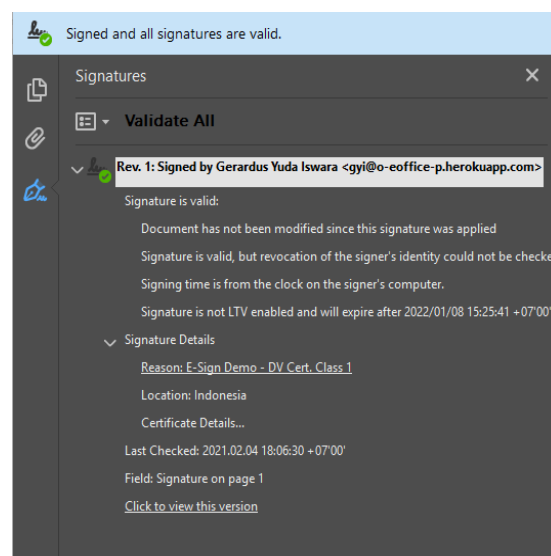 Signed and all signatures are valid.
Signatures
Validate All
Rev. 1: Signed by Gerardus Yuda Iswara <gyi@o-eoffice-p.herokuapp.com>
Signature is valid:
Document has not been modified since this signature was applied
Signature is valid, but revocation of the signer's identity could not be checke
Signing time is from the clock on the signer's computer.
Signature is not LTV enabled and will expire after 2022/01/08 15:25:41 +07'00'
Signature Details
Reason: E-Sign Demo - DV Cert. Class 1
Location: Indonesia
Certificate Details...
Last Checked: 2021.02.04 18:06:30 +07'00'
Field: Signature on page 1
Click to view this version